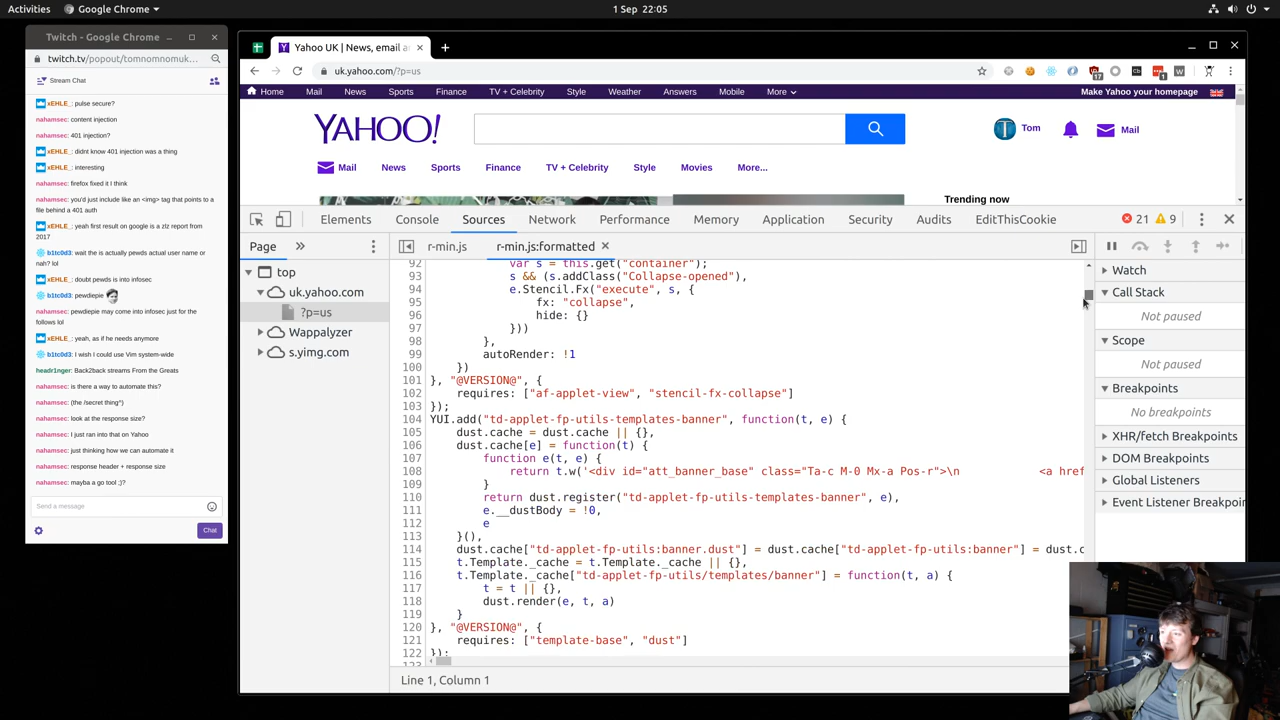 Activities
Google Chrome
1 Sep 22:05
Twitch - Google Chrome
twitch.tv/popout/tomnomnomuk...
Stream Chat
xEHLE_: pulse secure?
nahamsec: content injection
nahamsec: 401 injection?
xEHLE_: didnt know 401 injection was a thing
xEHLE_: interesting
nahamsec: firefox fixed it I think
nahamsec: you'd just include like an <img> tag that points to a
file behind a 401 auth
xEHLE_: yeah first result on google is a zlz report from
2017
b1tc0d3: wait the is actually pewds actual user name or
nah? lol
xEHLE_: doubt pewds is into infosec
b1tc0d3: pewdiepie
nahamsec: pewdiepie may come into infosec just for the
follows lol
xEHLE_: yeah, as if he needs anymore
b1tc0d3: I wish I could use Vim system-wide
headr1nger: Back2back streams From the Greats
nahamsec: is there a way to automate this?
nahamsec: (the /secret thing^)
nahamsec: look at the response size?
nahamsec: I just ran into that on Yahoo
nahamsec: just thinking how we can automate it
nahamsec: response header + response size
nahamsec: mayba a go tool ;)?
Send a message
Chat
Yahoo UK | News, email a
uk.yahoo.com/?p=us
17
Cb
1
W
Home Mail News Sports Finance TV + Celebrity Style Weather Answers Mobile More
Make Yahoo your homepage
YAHOO!
T
Tom
Mail
Mail News Sports Finance TV + Celebrity Style Movies More...
Trending now
Elements Console Sources Network Performance Memory Application Security Audits EditThisCookie
21
9
Page
top
uk.yahoo.com
?p=us
Wappalyzer
s.yimg.com
r-min.js
r-min.js:formatted
92 var s = this.get("container");
93 s && (s.addClass("Collapse-opened"),
94 e.Stencil.Fx("execute", s, {
95 fx: "collapse",
96 hide: {}
97 }))
98 },
99 autoRender: !1
100 })
101 }, "@VERSION@", {
102 requires: ["af-applet-view", "stencil-fx-collapse"]
103 });
104 YUI.add("td-applet-fp-utils-templates-banner", function(t, e) {
105 dust.cache = dust.cache || {},
106 dust.cache[e] = function(t) {
107 function e(t, e) {
108 return t.w('<div id="att_banner_base" class="Ta-c M-0 Mx-a Pos-r">\n <a href
109 }
110 return dust.register("td-applet-fp-utils-templates-banner", e),
111 e.__dustBody = !0,
112 e
113 }(),
114 dust.cache["td-applet-fp-utils:banner.dust"] = dust.cache["td-applet-fp-utils:banner"] = dust.c
115 t.Template._cache = t.Template._cache || {},
116 t.Template._cache["td-applet-fp-utils/templates/banner"] = function(t, a) {
117 t = t || {},
118 dust.render(e, t, a)
119 }
120 }, "@VERSION@", {
121 requires: ["template-base", "dust"]
122 });
123
Line 1, Column 1
Watch
Call Stack
Not paused
Scope
Not paused
Breakpoints
No breakpoints
XHR/fetch Breakpoints
DOM Breakpoints
Global Listeners
Event Listener Breakpoin